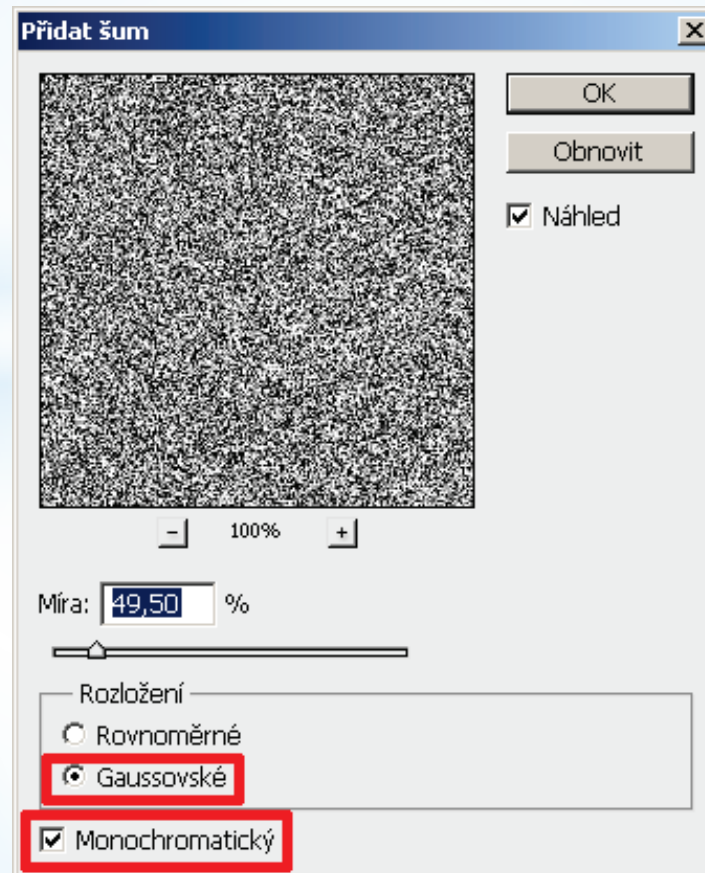 Přidat šum
OK
Obnovit
Náhled
100%
Míra: 49,50 %
Rozložení
Rovnoměrné
Gaussovské
Monochromatický